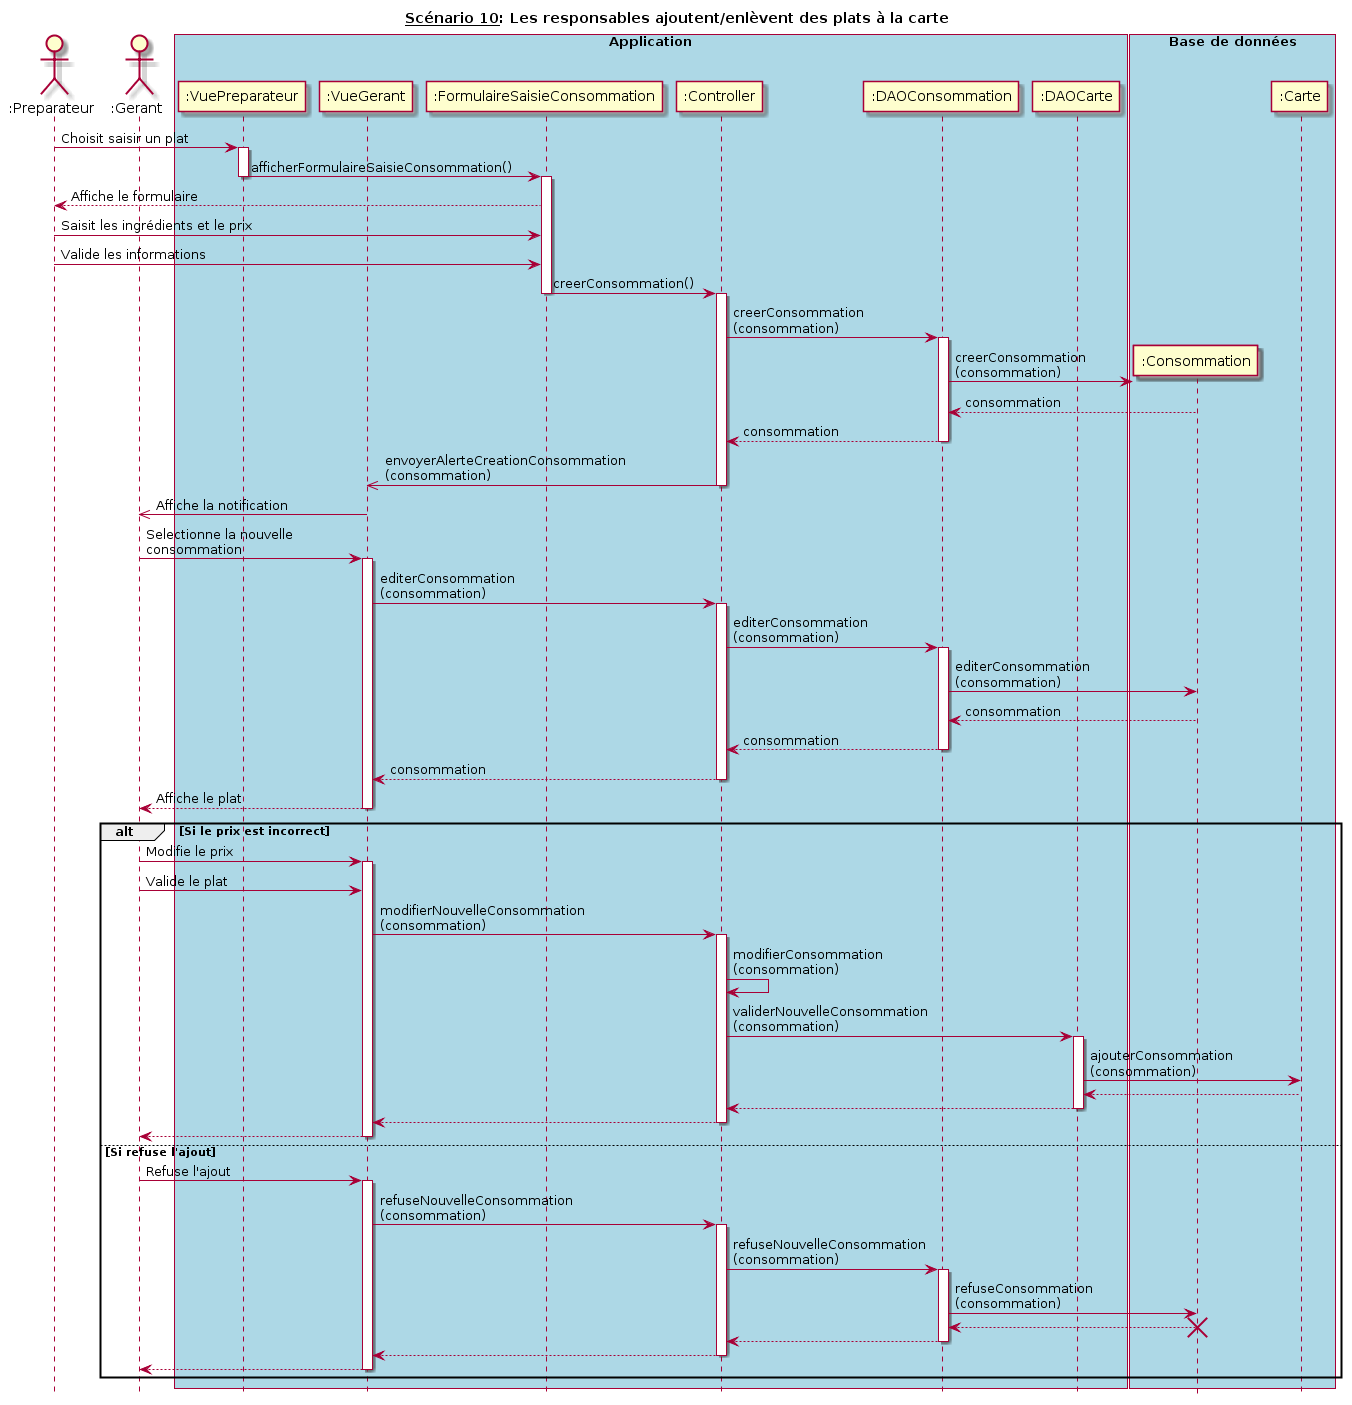 Scénario 10: Les responsables ajoutent/enlèvent des plats à la carte
Application
Base de données
:Preparateur
:Gerant
:VuePreparateur
:VueGerant
:FormulaireSaisieConsommation
:Controller
:DAOConsommation
:DAOCarte
:Carte
Choisit saisir un plat
afficherFormulaireSaisieConsommation()
Affiche le formulaire
Saisit les ingrédients et le prix
Valide les informations
creerConsommation()
creerConsommation
(consommation)
creerConsommation
(consommation)
:Consommation
consommation
consommation
envoyerAlerteCreationConsommation
(consommation)
Affiche la notification
Selectionne la nouvelle
consommation
editerConsommation
(consommation)
editerConsommation
(consommation)
editerConsommation
(consommation)
consommation
consommation
consommation
Affiche le plat
alt
[Si le prix est incorrect]
Modifie le prix
Valide le plat
modifierNouvelleConsommation
(consommation)
modifierConsommation
(consommation)
validerNouvelleConsommation
(consommation)
ajouterConsommation
(consommation)
[Si refuse l'ajout]
Refuse l'ajout
refuseNouvelleConsommation
(consommation)
refuseNouvelleConsommation
(consommation)
refuseConsommation
(consommation)